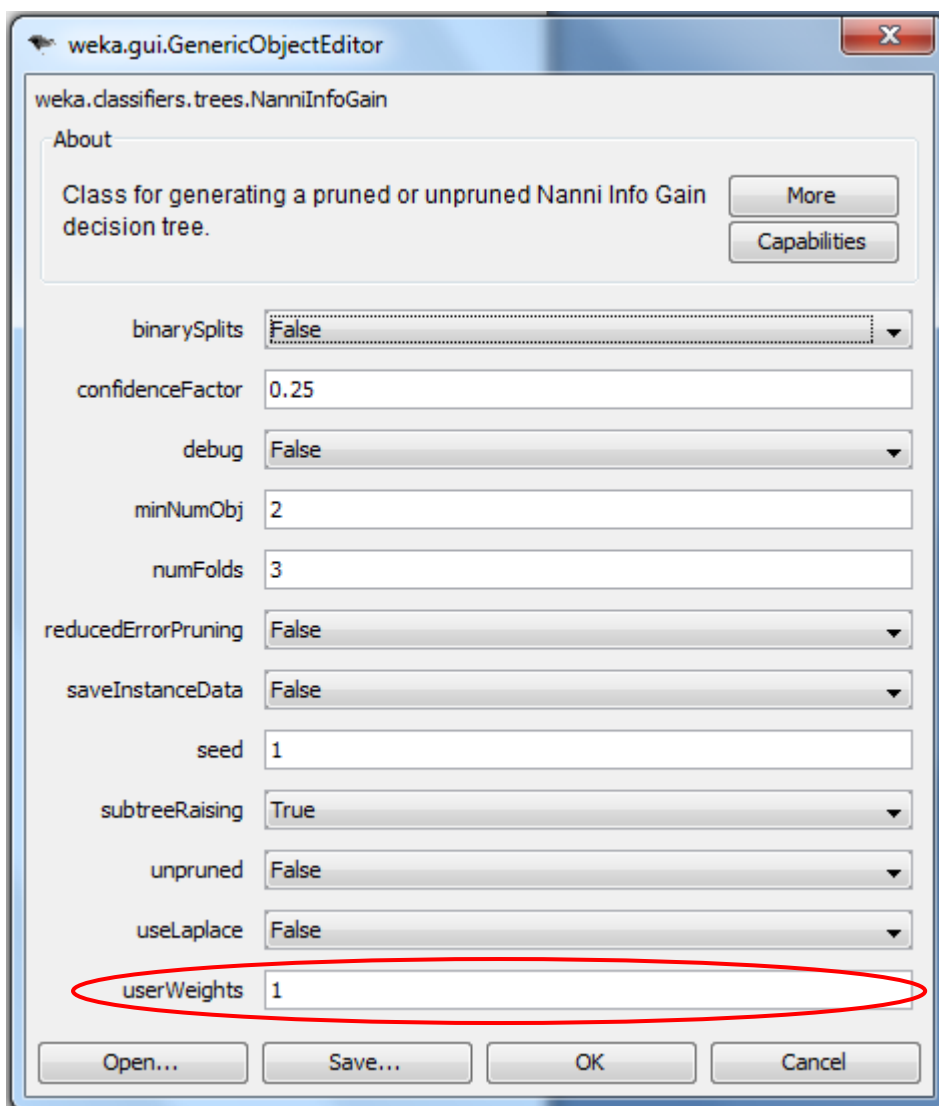 weka.gui.GenericObjectEditor
weka.classifiers.trees.NanniInfoGain
About
Class for generating a pruned or unpruned Nanni Info Gain
decision tree.
More
Capabilities
binarySplits False
confidenceFactor 0.25
debug False
minNumObj 2
numFolds 3
reducedErrorPruning False
saveInstanceData False
seed 1
subtreeRaising True
unpruned False
useLaplace False
userWeights 1
Open... Save... OK Cancel